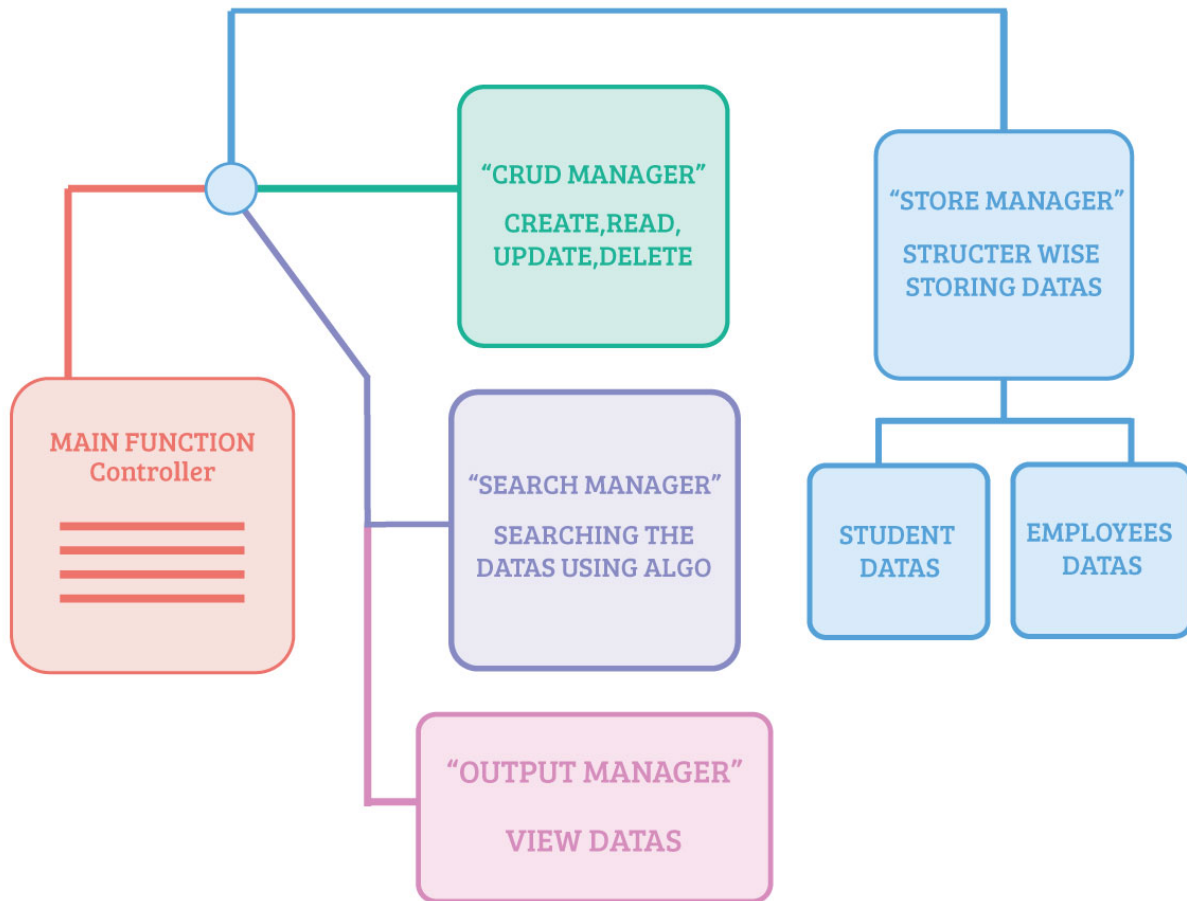 “CRUD MANAGER”
CREATE,READ,
UPDATE,DELETE
“STORE MANAGER”
STRUCTER WISE
STORING DATAS
MAIN FUNCTION
Controller
“SEARCH MANAGER”
SEARCHING THE
DATAS USING ALGO
STUDENT
DATAS
EMPLOYEES
DATAS
“OUTPUT MANAGER”
VIEW DATAS